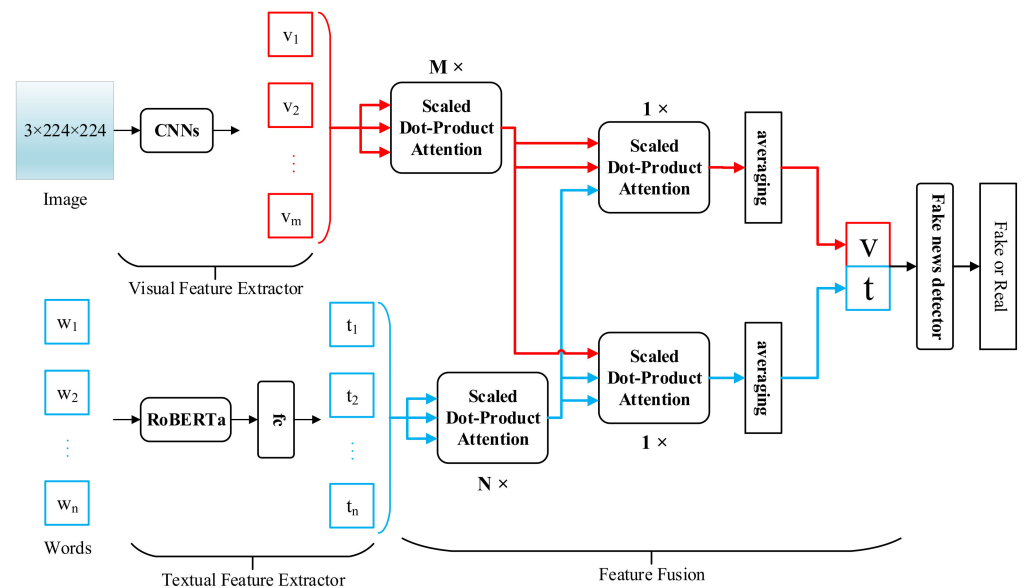 3×224×224
Image
CNNs
v1
v2
⋮
vm
Visual Feature Extractor
M ×
Scaled
Dot-Product
Attention
1 ×
Scaled
Dot-Product
Attention
averaging
w1
w2
⋮
wn
Words
RoBERTa
fc
t1
t2
⋮
tn
Textual Feature Extractor
Scaled
Dot-Product
Attention
N ×
Scaled
Dot-Product
Attention
1 ×
averaging
Feature Fusion
v
t
Fake news
detector
Fake or Real